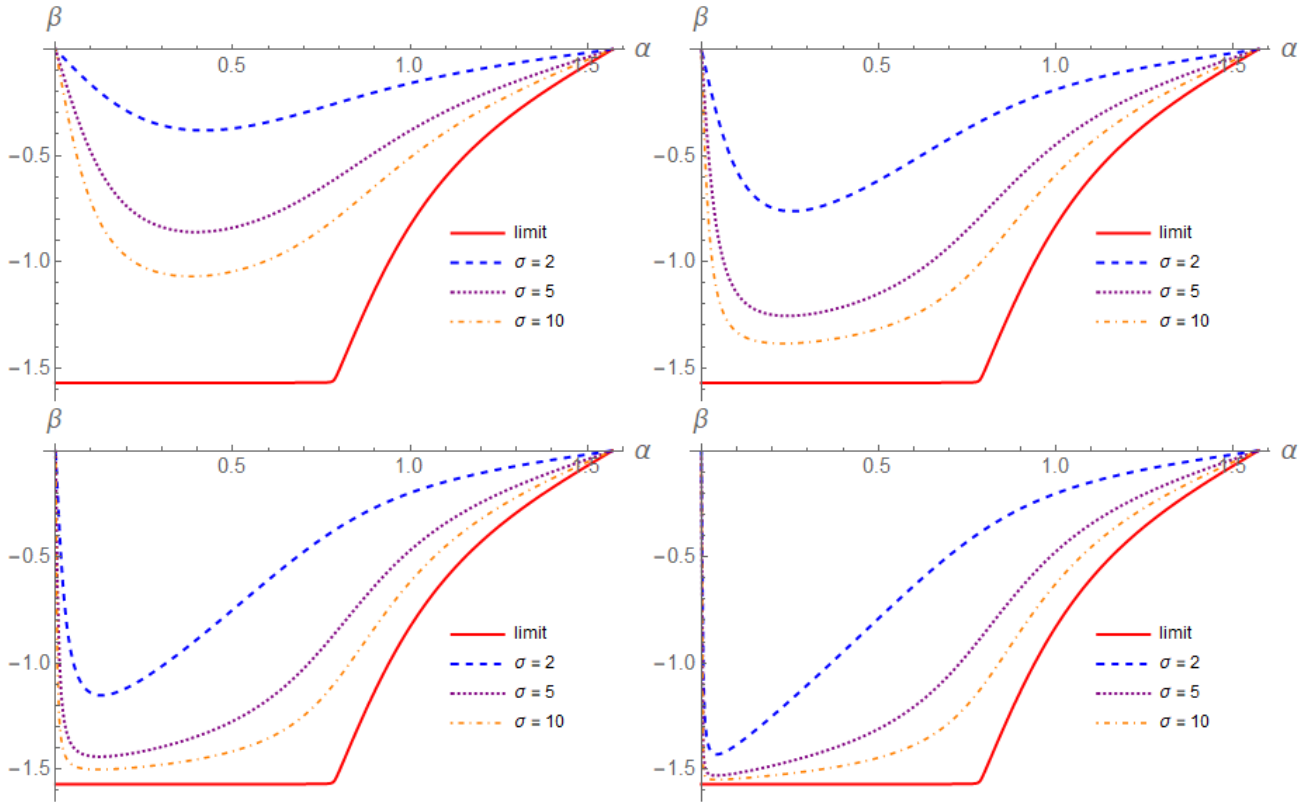 β β
0.5 1.0 1.5 α 0.5 1.0 1.5 α
−0.5 −0.5
limit limit
−1.0 σ = 2 −1.0 σ = 2
σ = 5 σ = 5
σ = 10 σ = 10
−1.5 −1.5
β β
0.5 1.0 1.5 α 0.5 1.0 1.5 α
−0.5 −0.5
limit limit
−1.0 σ = 2 −1.0 σ = 2
σ = 5 σ = 5
σ = 10 σ = 10
−1.5 −1.5